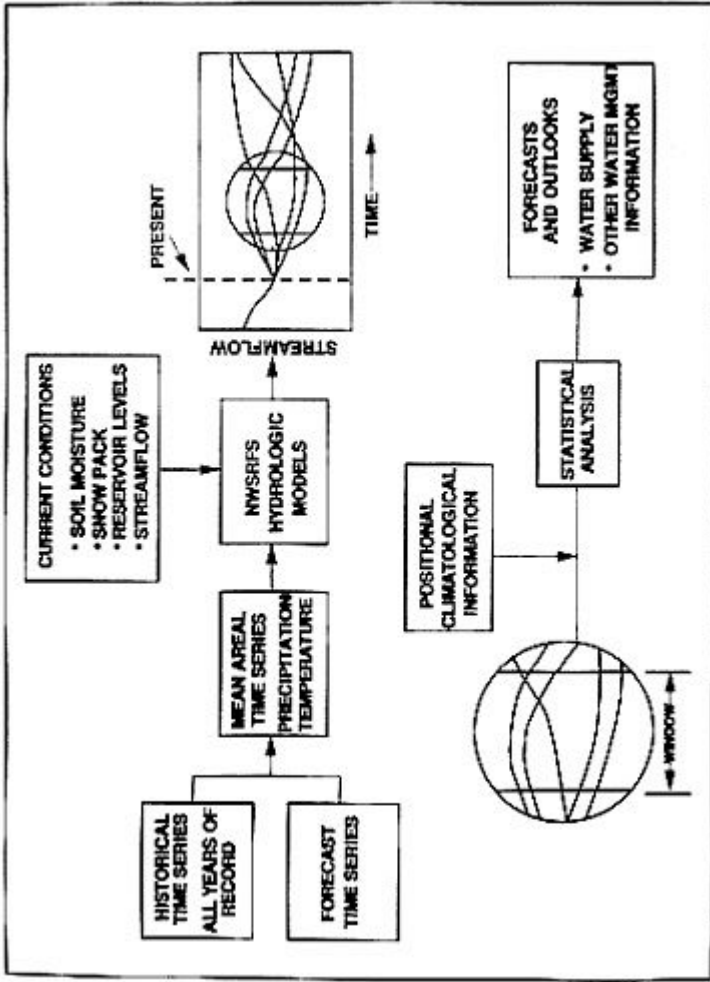 HISTORICAL
TIME SERIES
ALL YEARS OF
RECORD
FORECAST
TIME SERIES
MEAN AREAL
TIME SERIES
PRECIPITATION
TEMPERATURE
CURRENT CONDITIONS
• SOIL MOISTURE
• SNOW PACK
• RESERVOIR LEVELS
• STREAMFLOW
NWSRFS
HYDROLOGIC
MODELS
PRESENT
STREAMFLOW
TIME
WINDOW
POSITIONAL
CLIMATOLOGICAL
INFORMATION
STATISTICAL
ANALYSIS
FORECASTS
AND OUTLOOKS
• WATER SUPPLY
• OTHER WATER MGMT
INFORMATION